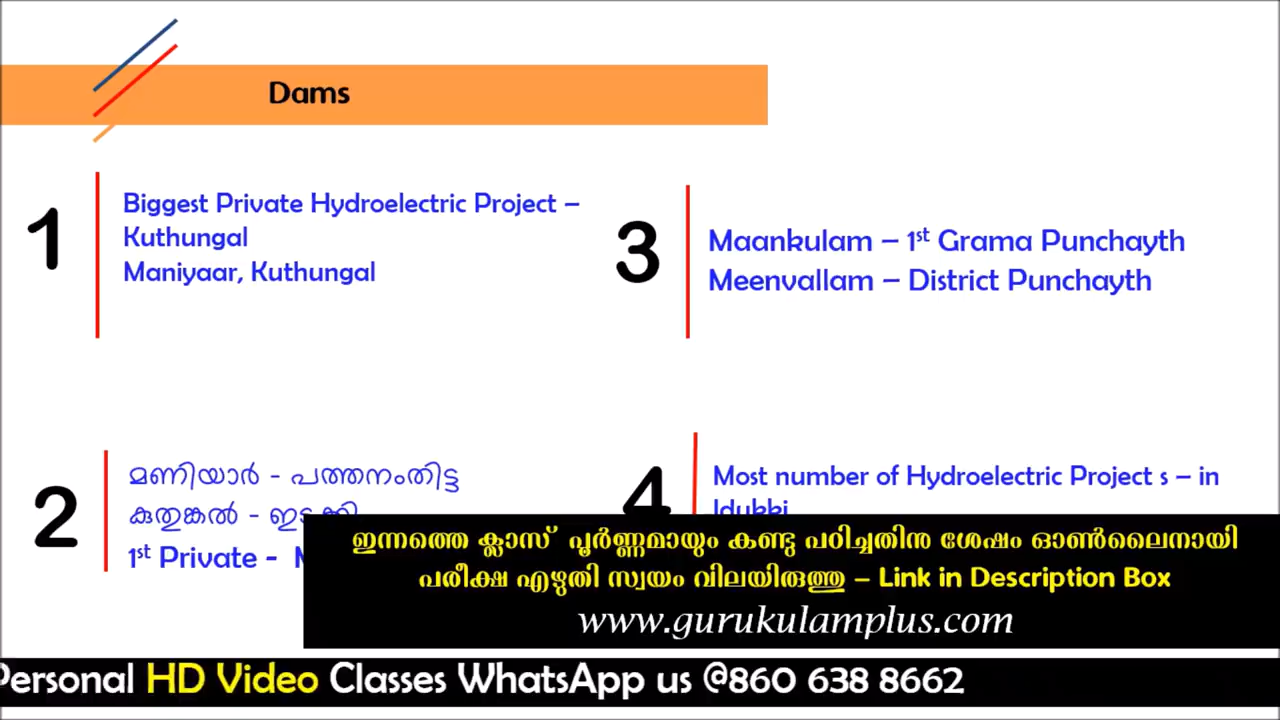 Dams
1
Biggest Private Hydroelectric Project –
Kuthungal
Maniyaar, Kuthungal
2
മണിയാർ - പത്തനംതിട്ട
കുതുങ്കൽ - ഇടുക്കി
1st Private -
3
Maankulam – 1st Grama Punchayth
Meenvallam – District Punchayth
4
Most number of Hydroelectric Project s – in
Idukki
ഇന്നത്തെ ക്ലാസ് പൂർണ്ണമായും കണ്ടു പഠിച്ചതിനു ശേഷം ഓൺലൈനായി
പരീക്ഷ എഴുതി സ്വയം വിലയിരുത്തു – Link in Description Box
www.gurukulamplus.com
Personal HD Video Classes WhatsApp us @860 638 8662